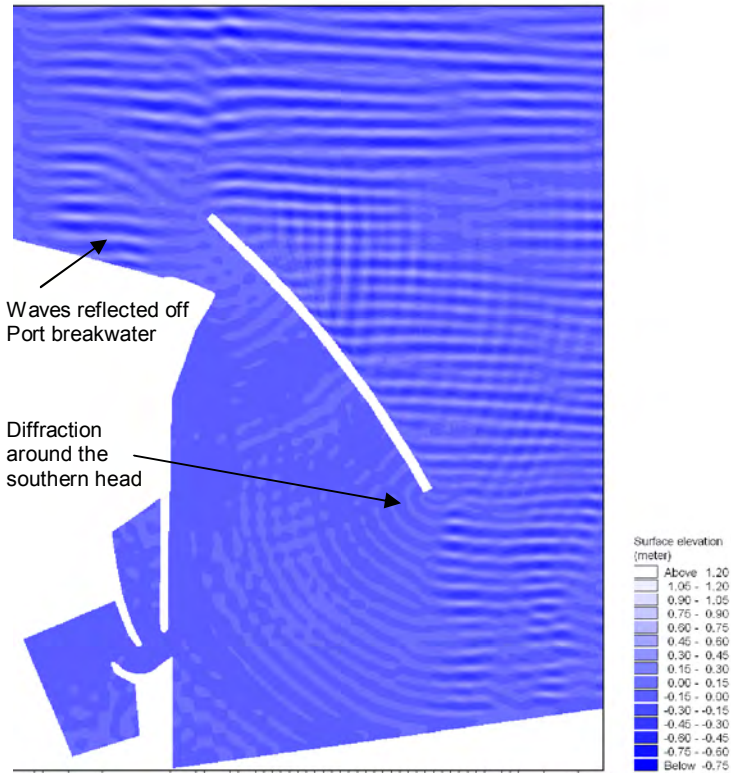 Waves reflected off
Port breakwater
Diffraction
around the
southern head
Surface elevation
(meter)
Above 1.20
1.05 - 1.20
0.90 - 1.05
0.75 - 0.90
0.60 - 0.75
0.45 - 0.60
0.30 - 0.45
0.15 - 0.30
0.00 - 0.15
-0.15 - 0.00
-0.30 - -0.15
-0.45 - -0.30
-0.60 - -0.45
-0.75 - -0.60
Below -0.75